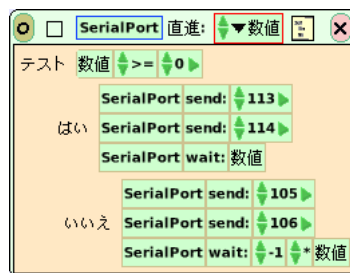 SerialPort 直進: 数値
テスト 数値 >= 0
SerialPort send: 113
はい SerialPort send: 114
SerialPort wait: 数値
SerialPort send: 105
いいえ SerialPort send: 106
SerialPort wait: -1 * 数値